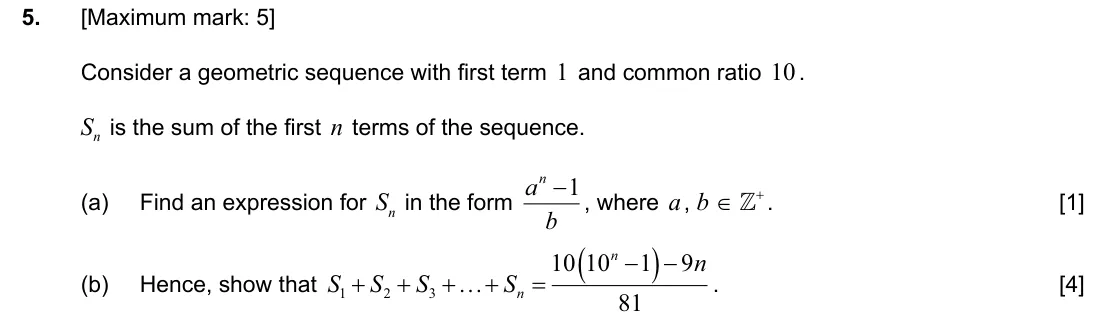 5. [Maximum mark: 5]
Consider a geometric sequence with first term 1 and common ratio 10.
Sₙ is the sum of the first n terms of the sequence.
(a) Find an expression for Sₙ in the form (aⁿ − 1)/b, where a, b ∈ ℤ⁺. [1]
(b) Hence, show that S₁ + S₂ + S₃ + … + Sₙ = (10(10ⁿ − 1) − 9n)/81. [4]